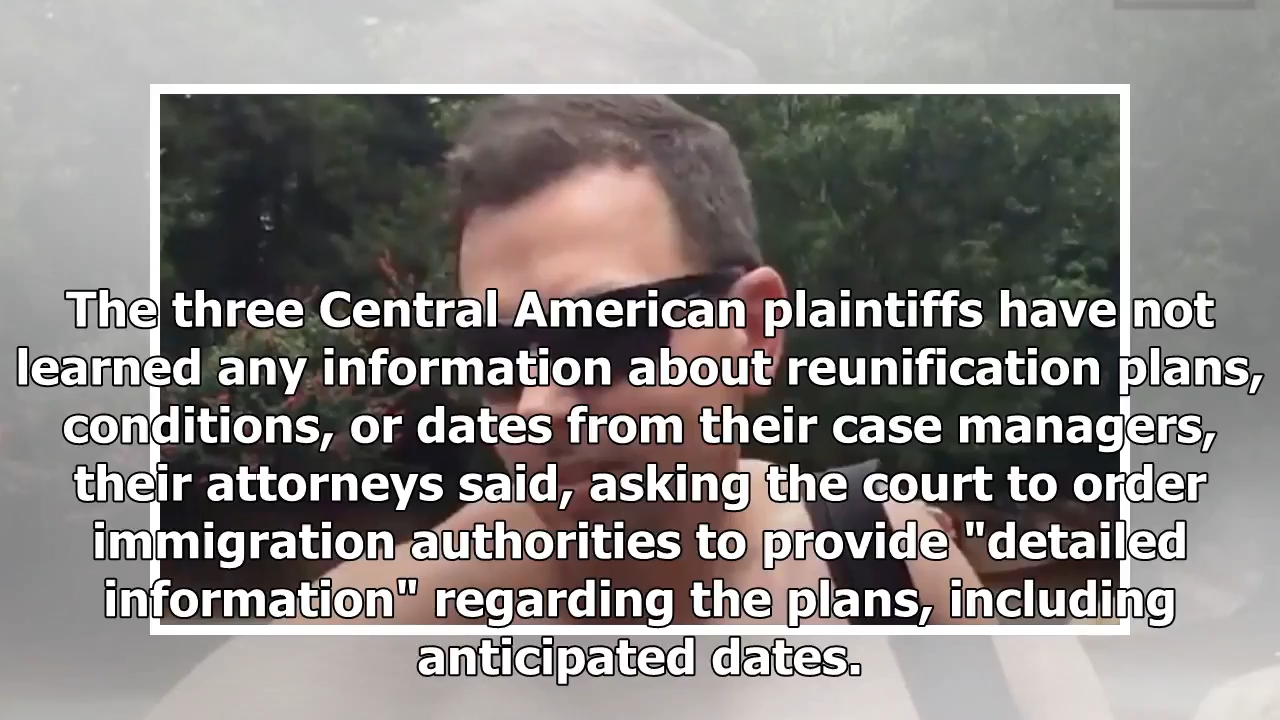 The three Central American plaintiffs have not
learned any information about reunification plans,
conditions, or dates from their case managers,
their attorneys said, asking the court to order
immigration authorities to provide "detailed
information" regarding the plans, including
anticipated dates.